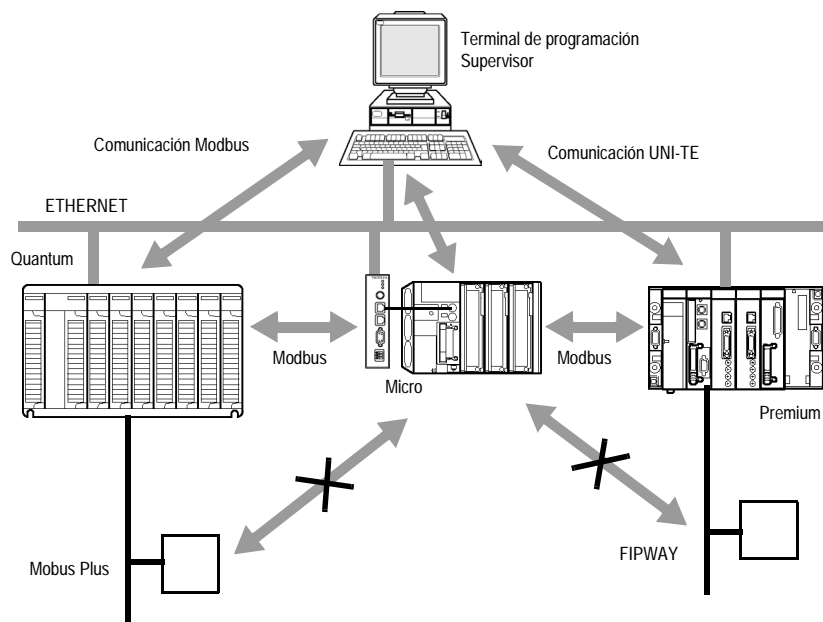 Terminal de programación
Supervisor
Comunicación Modbus
Comunicación UNI-TE
ETHERNET
Quantum
Modbus
Modbus
Micro
Premium
Mobus Plus
FIPWAY